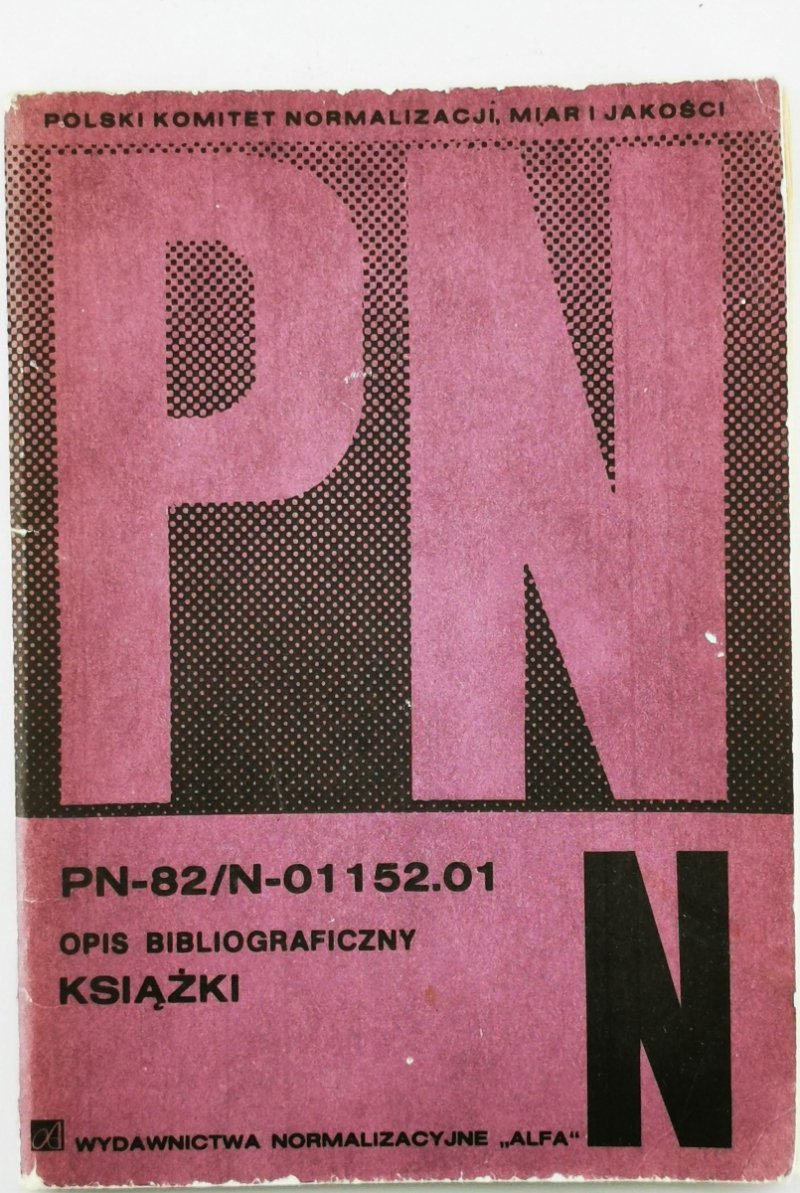 POLSKI KOMITET NORMALIZACJI, MIAR I JAKOŚCI
PN
PN-82/N-01152.01
OPIS BIBLIOGRAFICZNY
KSIĄŻKI
N
WYDAWNICTWA NORMALIZACYJNE „ALFA“